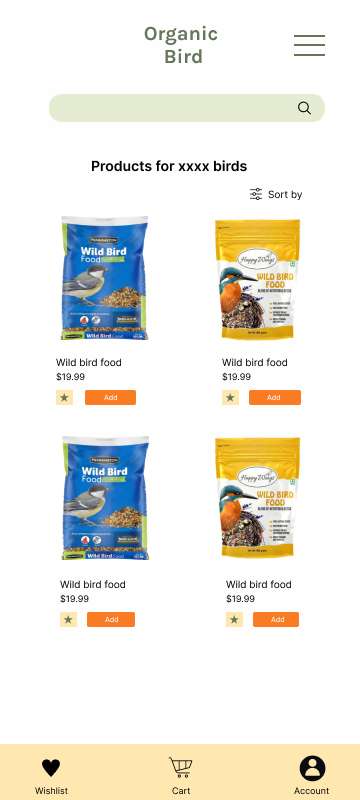 Organic
Bird
Products for xxxx birds
Sort by
PENNINGTON
Wild Bird
Food
Happy Wings
WILD BIRD
FOOD
Wild bird food
$19.99
Add
Wild bird food
$19.99
Add
PENNINGTON
Wild Bird
Food
Happy Wings
WILD BIRD
FOOD
Wild bird food
$19.99
Add
Wild bird food
$19.99
Add
Wishlist
Cart
Account